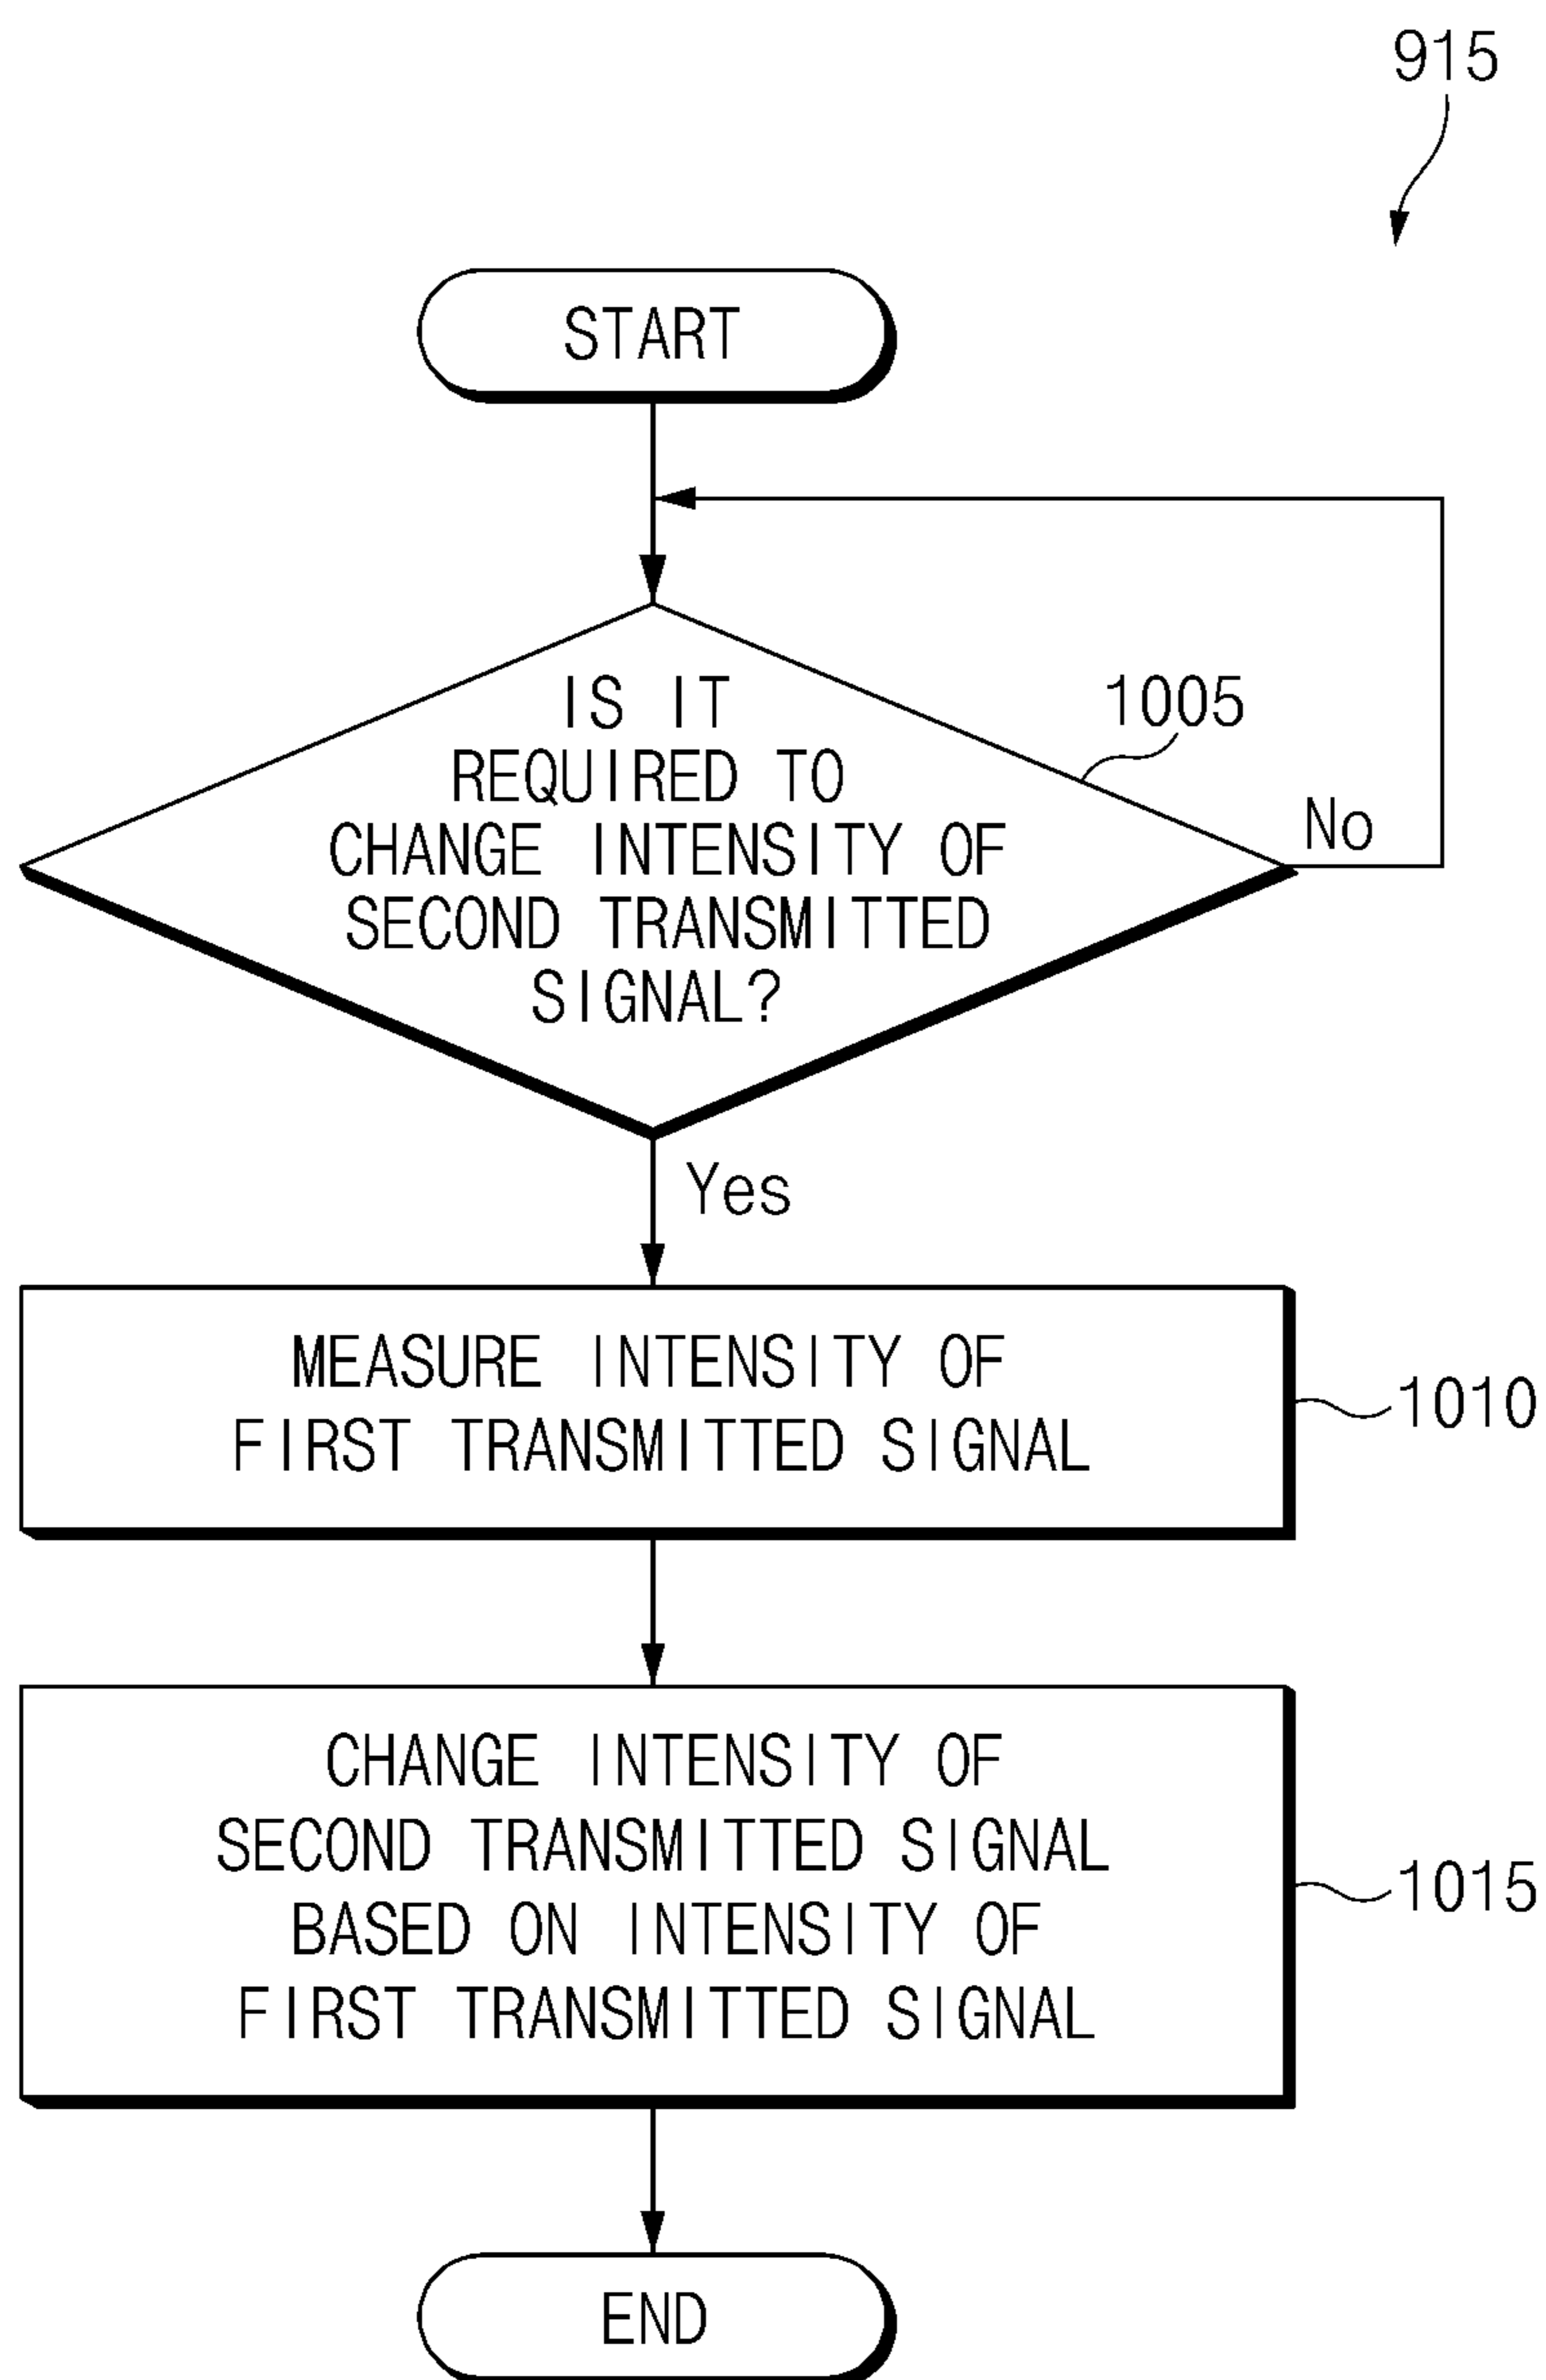 915
START
IS IT
REQUIRED TO
CHANGE INTENSITY OF
SECOND TRANSMITTED
SIGNAL?
1005
No
Yes
MEASURE INTENSITY OF
FIRST TRANSMITTED SIGNAL
1010
CHANGE INTENSITY OF
SECOND TRANSMITTED SIGNAL
BASED ON INTENSITY OF
FIRST TRANSMITTED SIGNAL
1015
END